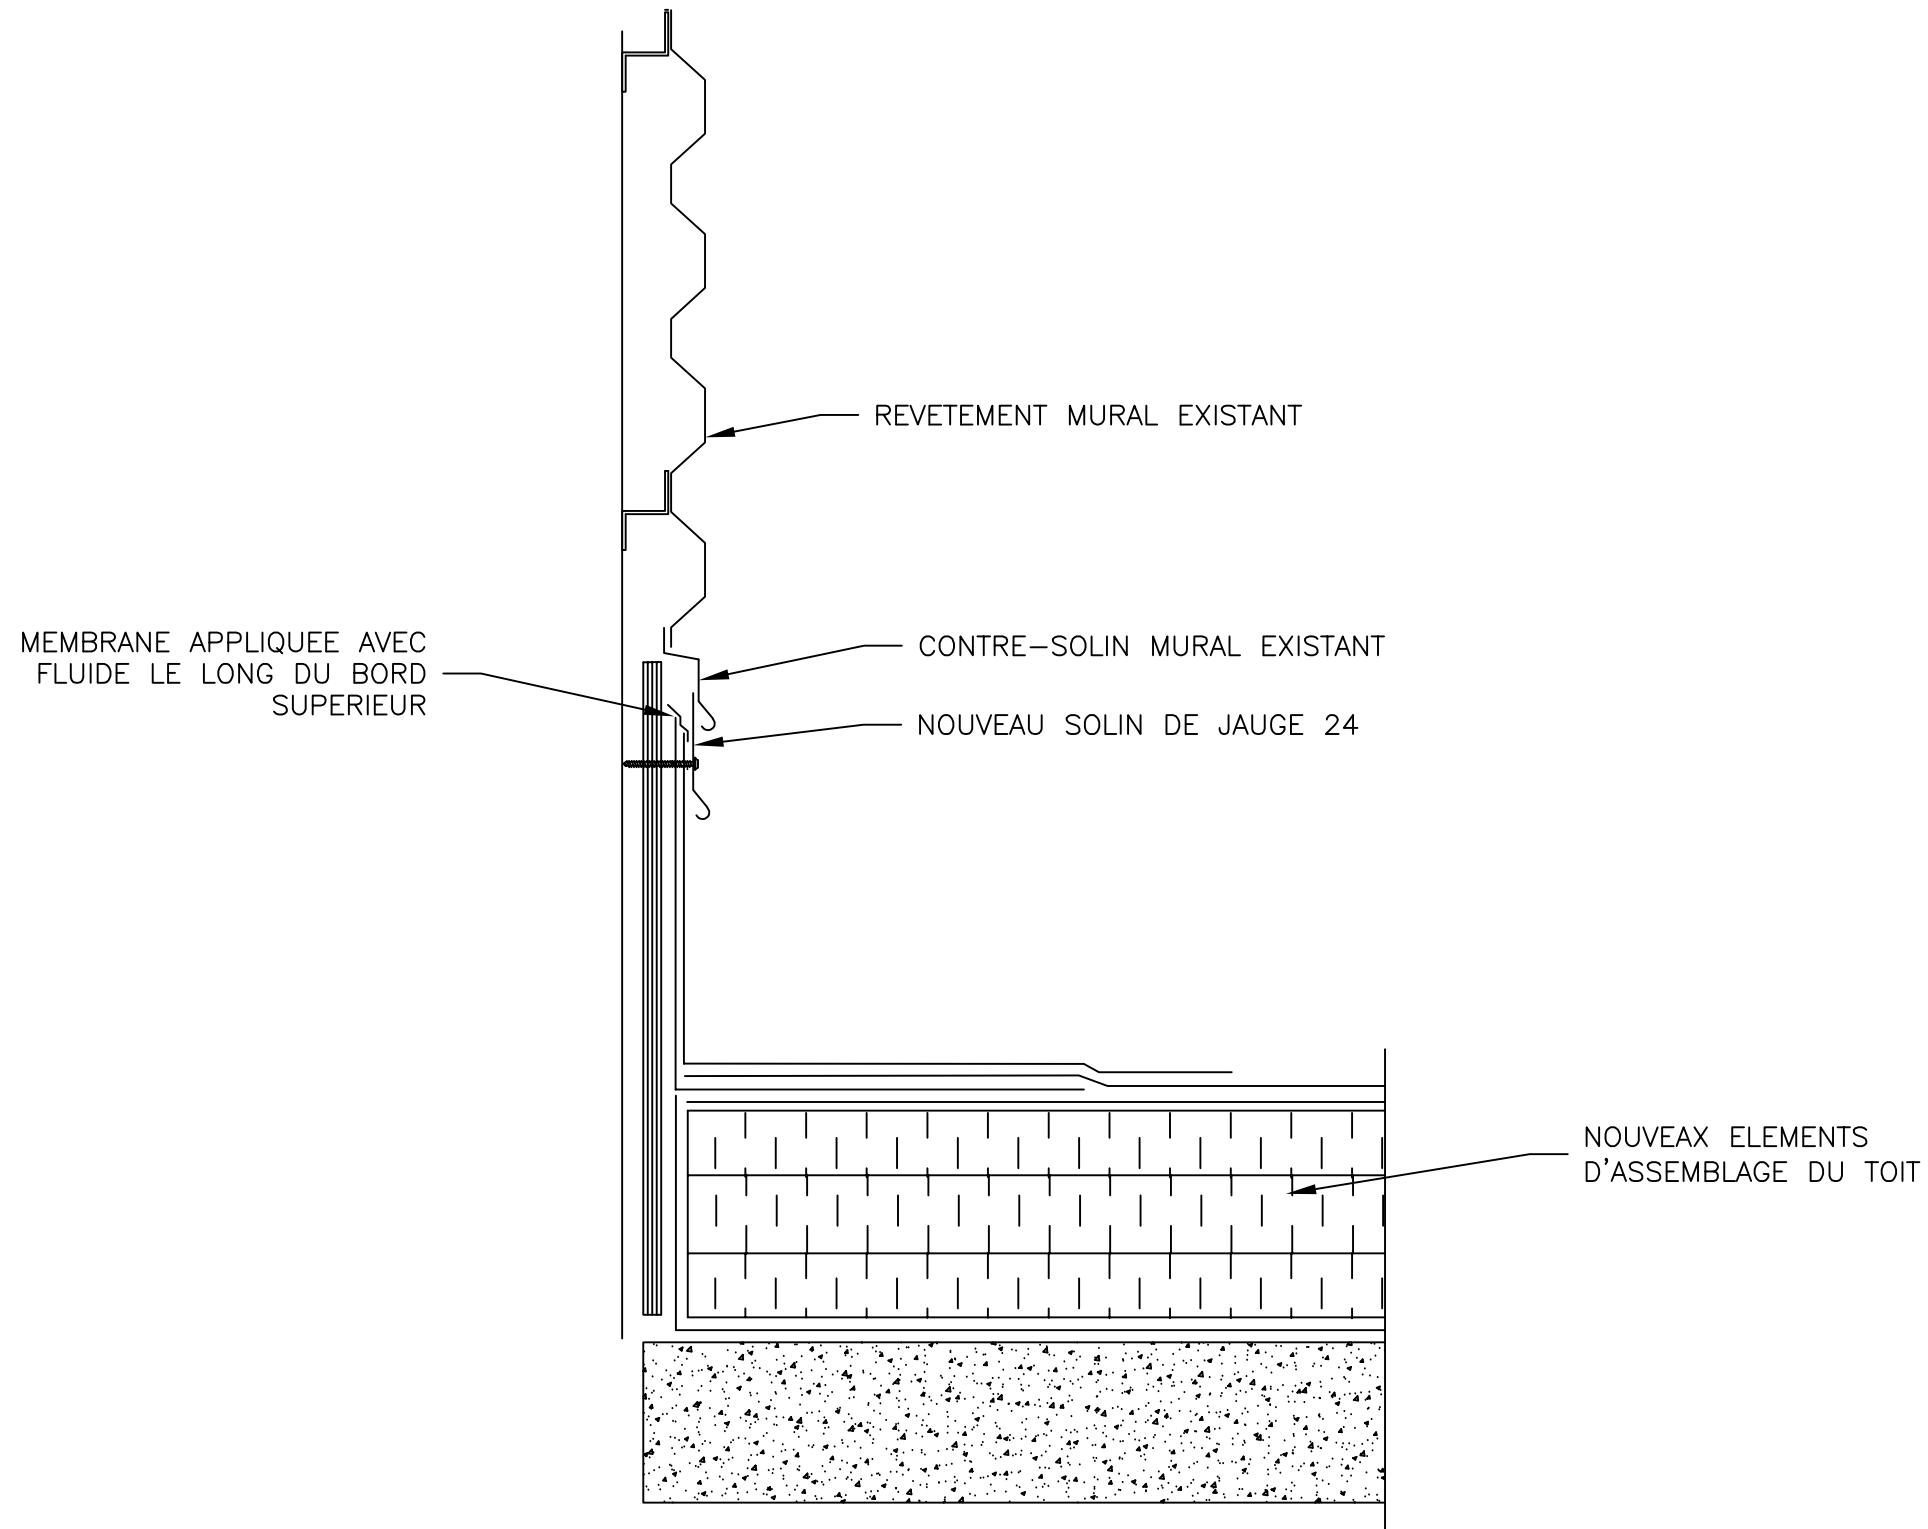 REVETEMENT MURAL EXISTANT
MEMBRANE APPLIQUEE AVEC
FLUIDE LE LONG DU BORD
SUPERIEUR
CONTRE-SOLIN MURAL EXISTANT
NOUVEAU SOLIN DE JAUGE 24
NOUVEAX ELEMENTS
D'ASSEMBLAGE DU TOIT